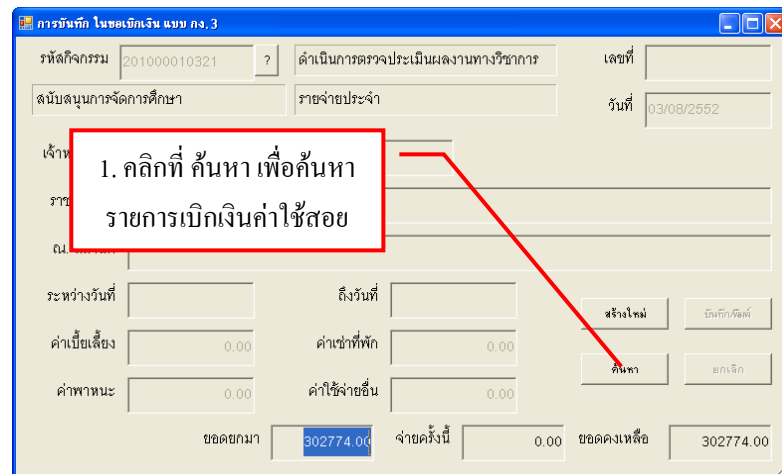 การบันทึก ใบขอเบิกเงิน แบบ กง.3
รหัสกิจกรรม 201000010321 ? ดำเนินการตรวจประเมินผลงานทางวิชาการ เลขที่
สนับสนุนการจัดการศึกษา รายจ่ายประจำ วันที่ 03/08/2552
1. คลิกที่ ค้นหา เพื่อค้นหา
รายการเบิกเงินค่าใช้สอย
ระหว่างวันที่ ถึงวันที่ สร้างใหม่ บันทึก/พิมพ์
ค่าเบี้ยเลี้ยง 0.00 ค่าเช่าที่พัก 0.00 ค้นหา ยกเลิก
ค่าพาหนะ 0.00 ค่าใช้จ่ายอื่น 0.00
ยอดยกมา 302774.00 จ่ายครั้งนี้ 0.00 ยอดคงเหลือ 302774.00